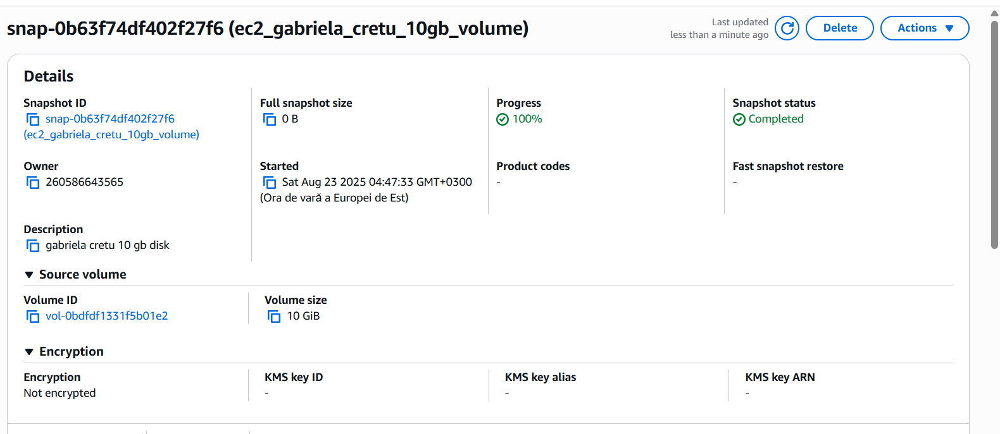 snap-0b63f74df402f27f6 (ec2_gabriela_cretu_10gb_volume)
Last updated
less than a minute ago
Delete
Actions
Details
Snapshot ID
snap-0b63f74df402f27f6
(ec2_gabriela_cretu_10gb_volume)
Full snapshot size
0 B
Progress
100%
Snapshot status
Completed
Owner
260586643565
Started
Sat Aug 23 2025 04:47:33 GMT+0300
(Ora de vară a Europei de Est)
Product codes
-
Fast snapshot restore
-
Description
gabriela cretu 10 gb disk
Source volume
Volume ID
vol-0bdfdf1331f5b01e2
Volume size
10 GiB
Encryption
Encryption
Not encrypted
KMS key ID
-
KMS key alias
-
KMS key ARN
-